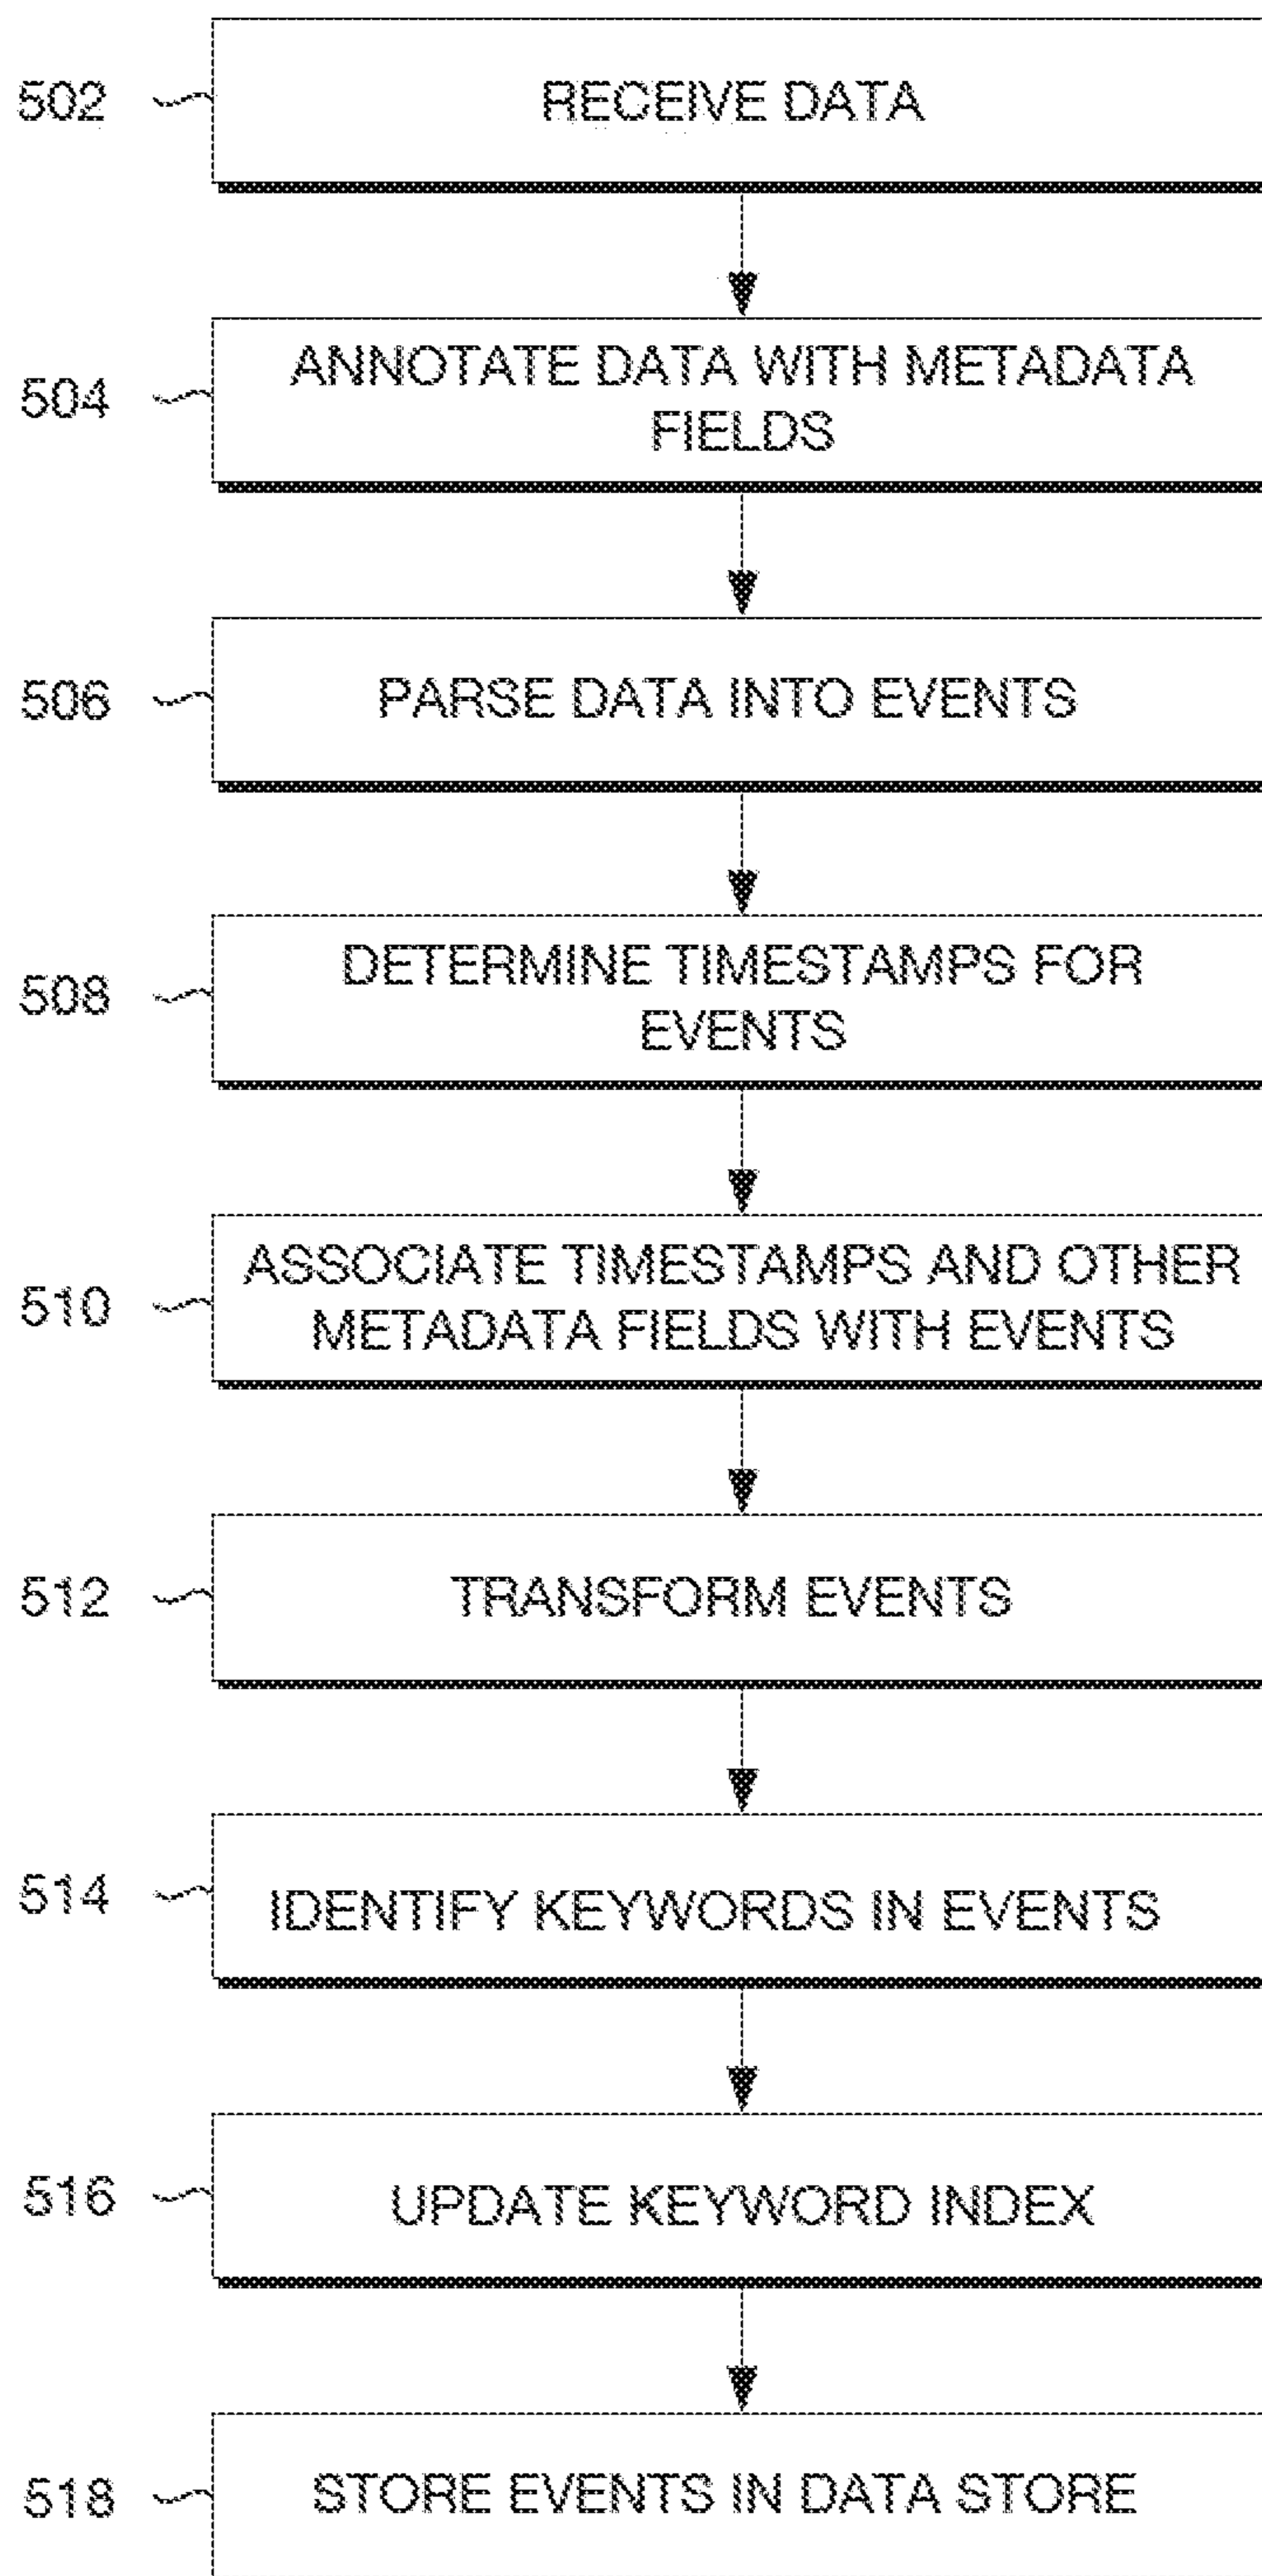 502
RECEIVE DATA
504
ANNOTATE DATA WITH METADATA
FIELDS
506
PARSE DATA INTO EVENTS
508
DETERMINE TIMESTAMPS FOR
EVENTS
510
ASSOCIATE TIMESTAMPS AND OTHER
METADATA FIELDS WITH EVENTS
512
TRANSFORM EVENTS
514
IDENTIFY KEYWORDS IN EVENTS
516
UPDATE KEYWORD INDEX
518
STORE EVENTS IN DATA STORE